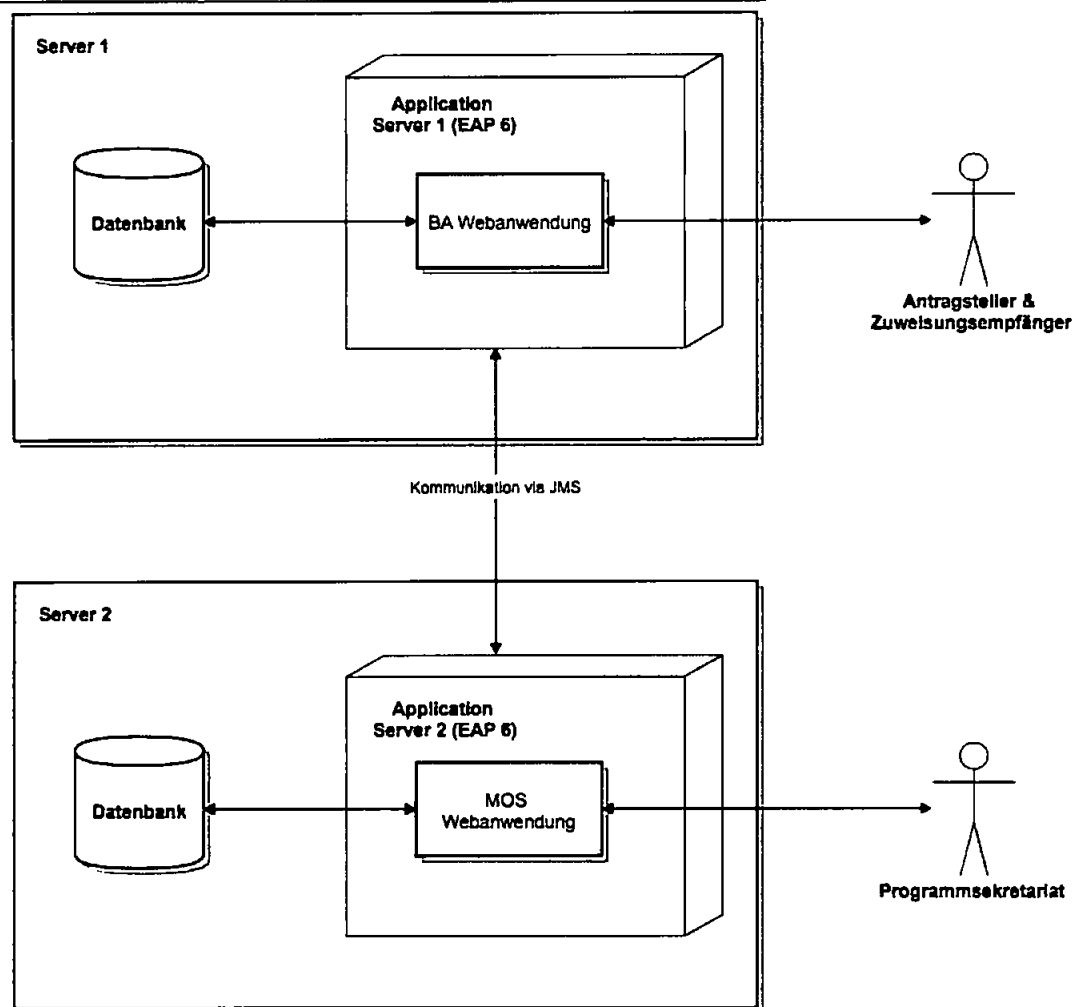 Server 1
Application
Server 1 (EAP 6)
Datenbank
BA Webanwendung
Antragsteller &
Zuweisungsempfänger
Kommunikation via JMS
Server 2
Application
Server 2 (EAP 6)
Datenbank
MOS
Webanwendung
Programmsekretariat